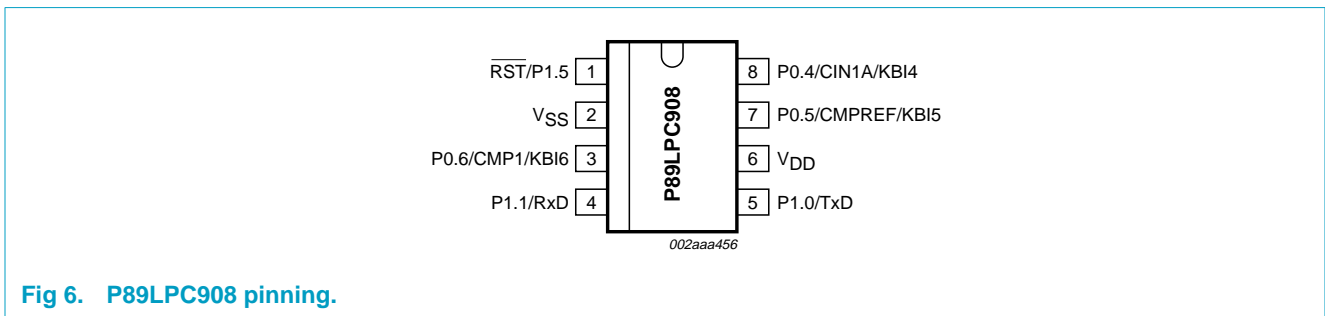 R̅S̅T̅/P1.5 1
VSS 2
P0.6/CMP1/KBI6 3
P1.1/RxD 4
P89LPC908
8 P0.4/CIN1A/KBI4
7 P0.5/CMPREF/KBI5
6 VDD
5 P1.0/TxD
002aaa456
Fig 6. P89LPC908 pinning.